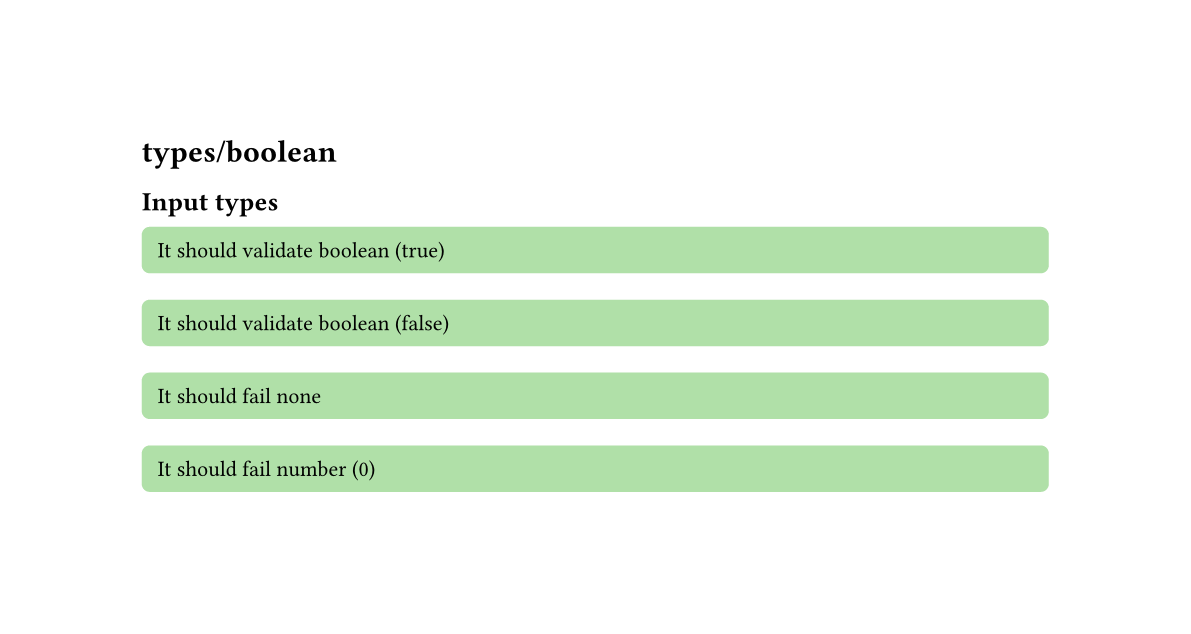 types/boolean
Input types
It should validate boolean (true)
It should validate boolean (false)
It should fail none
It should fail number (0)